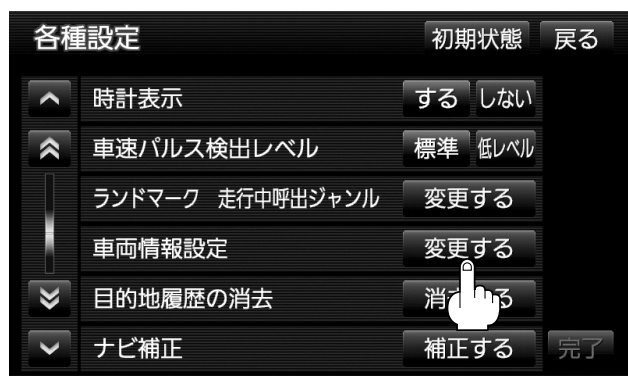 各種設定 初期状態 戻る
時計表示 する しない
車速パルス検出レベル 標準 低レベル
ランドマーク 走行中呼出ジャンル 変更する
車両情報設定 変更する
目的地履歴の消去
ナビ補正 補正する 完了